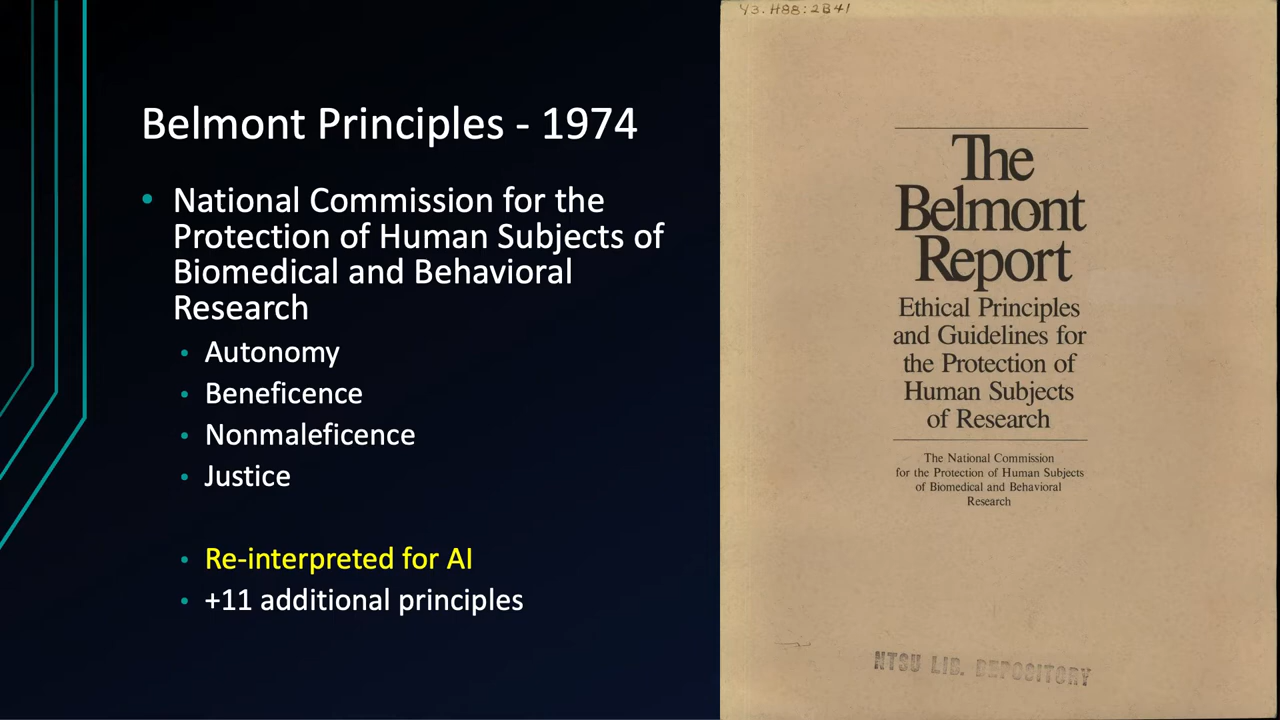 Belmont Principles - 1974
• National Commission for the
Protection of Human Subjects of
Biomedical and Behavioral
Research
• Autonomy
• Beneficence
• Nonmaleficence
• Justice
• Re-interpreted for AI
• +11 additional principles
Y3.H88:2B41
The
Belmont
Report
Ethical Principles
and Guidelines for
the Protection of
Human Subjects
of Research
The National Commission
for the Protection of Human Subjects
of Biomedical and Behavioral
Research
NTSU LIB. DEPOSITORY